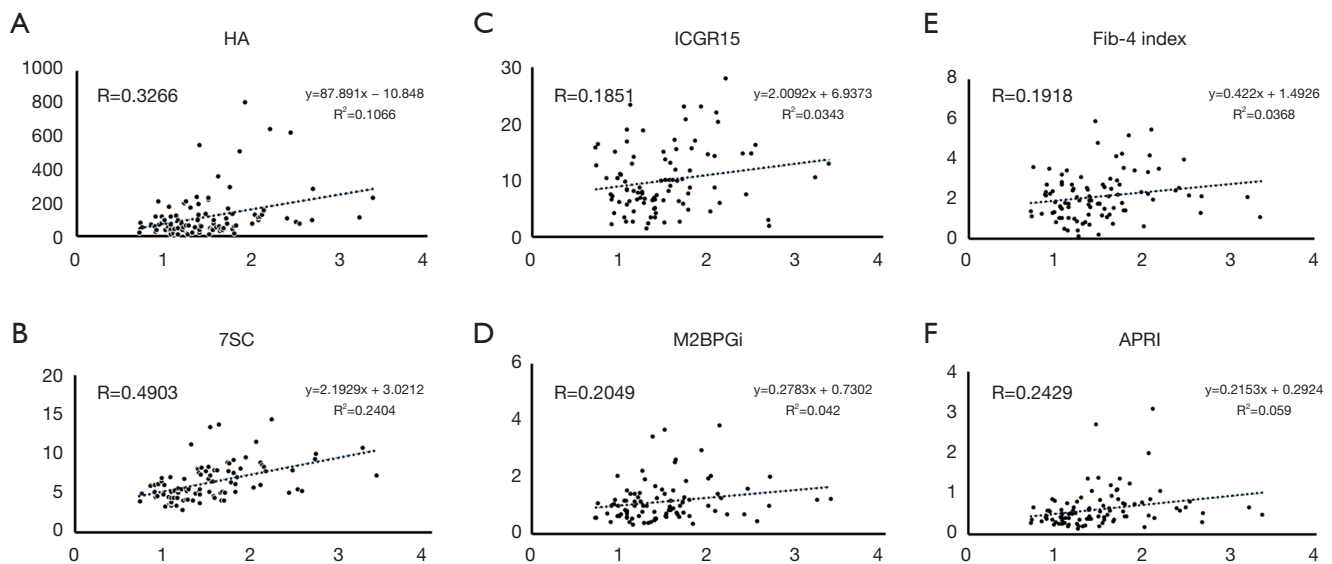 A
HA
1000
800
600
400
200
0
0 1 2 3 4
R=0.3266
y=87.891x − 10.848
R²=0.1066
C
ICGR15
30
20
10
0
0 1 2 3 4
R=0.1851
y=2.0092x + 6.9373
R²=0.0343
E
Fib-4 index
8
6
4
2
0
0 1 2 3 4
R=0.1918
y=0.422x + 1.4926
R²=0.0368
B
7SC
20
15
10
5
0
0 1 2 3 4
R=0.4903
y=2.1929x + 3.0212
R²=0.2404
D
M2BPGi
6
4
2
0
0 1 2 3 4
R=0.2049
y=0.2783x + 0.7302
R²=0.042
F
APRI
4
3
2
1
0
0 1 2 3 4
R=0.2429
y=0.2153x + 0.2924
R²=0.059